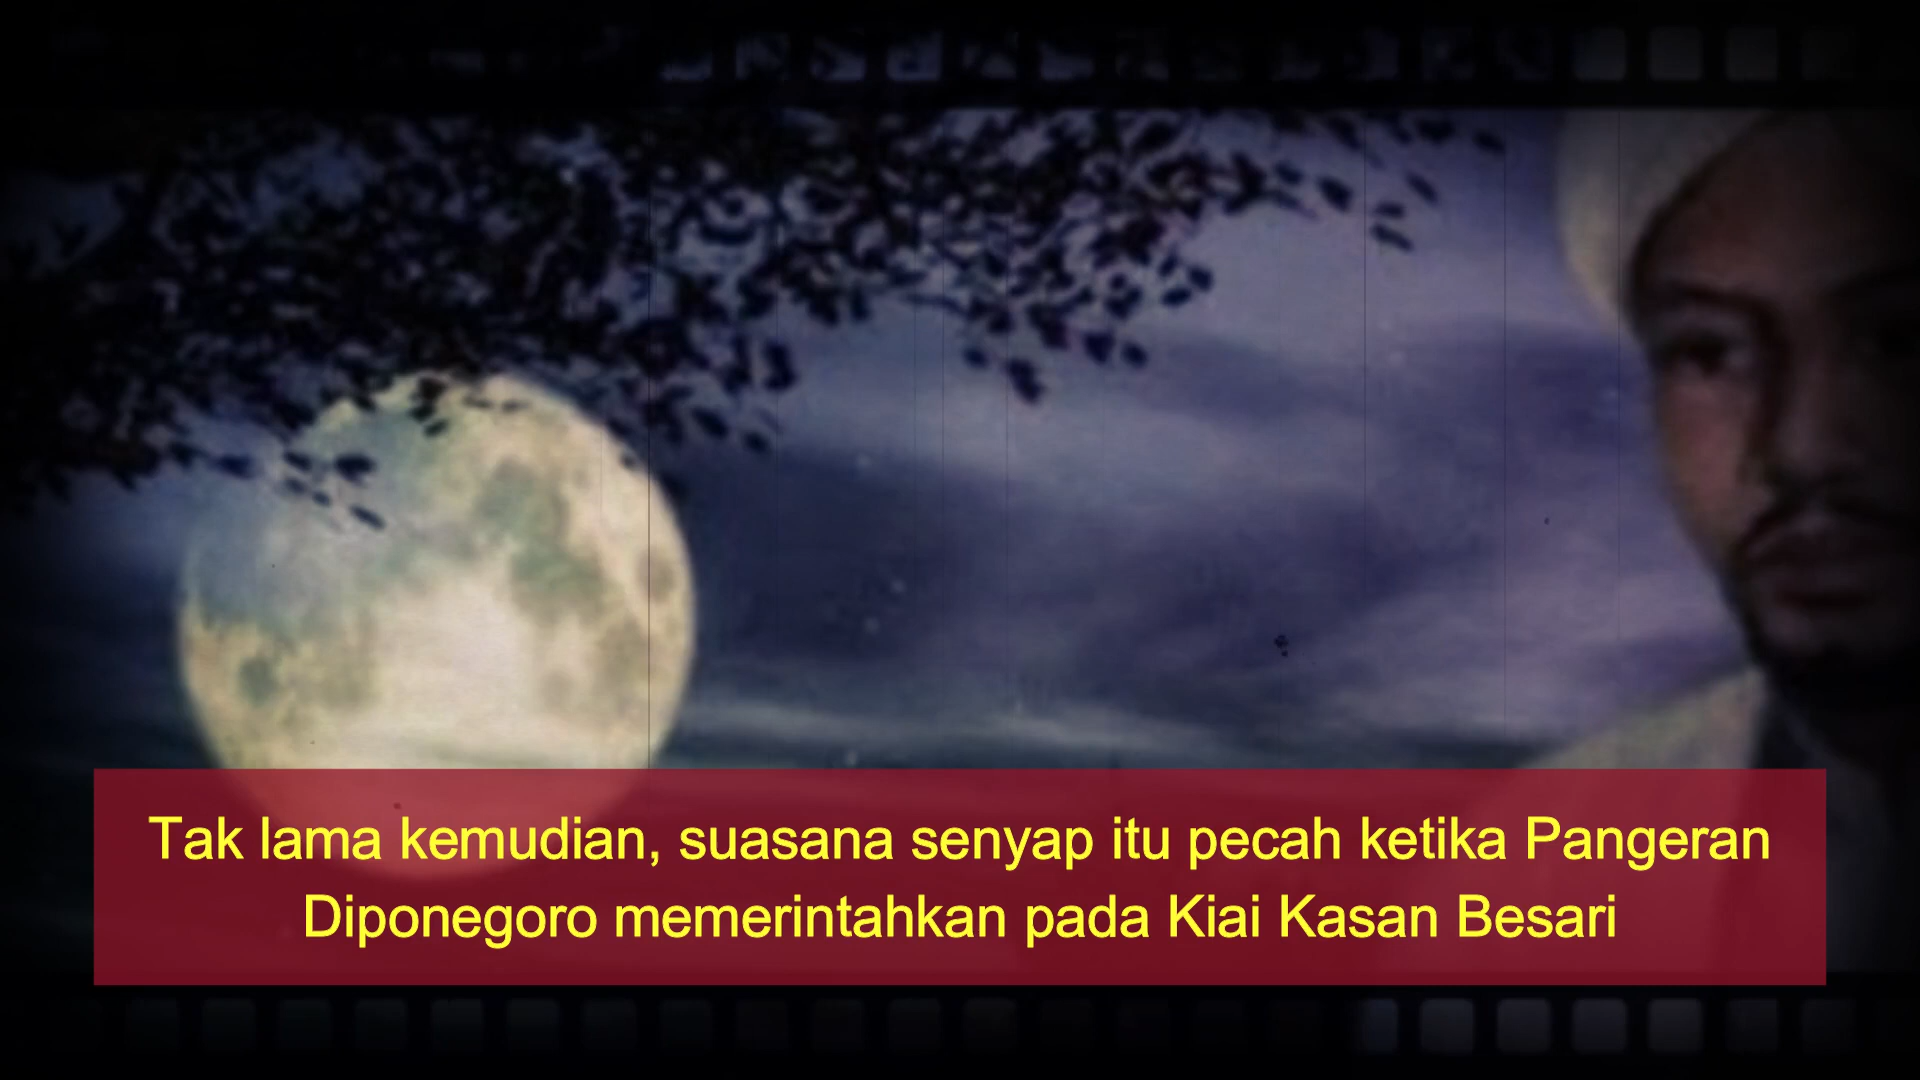 Tak lama kemudian, suasana senyap itu pecah ketika Pangeran
Diponegoro memerintahkan pada Kiai Kasan Besari